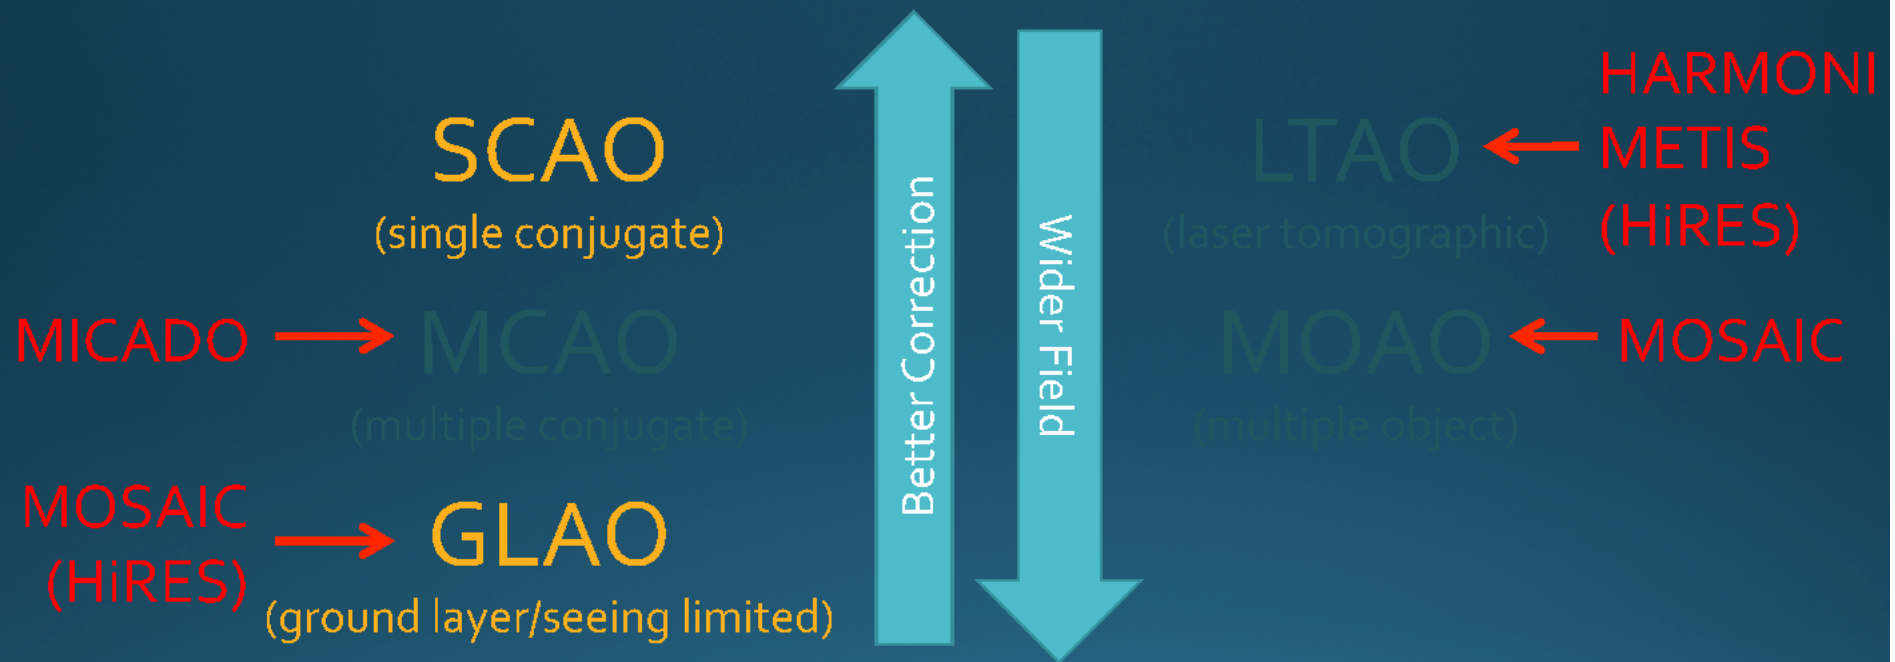 SCAO
(single conjugate)
MICADO
MCAO
(multiple conjugate)
MOSAIC
(HiRES)
GLAO
(ground layer/seeing limited)
Better Correction
Wider Field
LTAO
(laser tomographic)
HARMONI
METIS
(HiRES)
MOAO
(multiple object)
MOSAIC